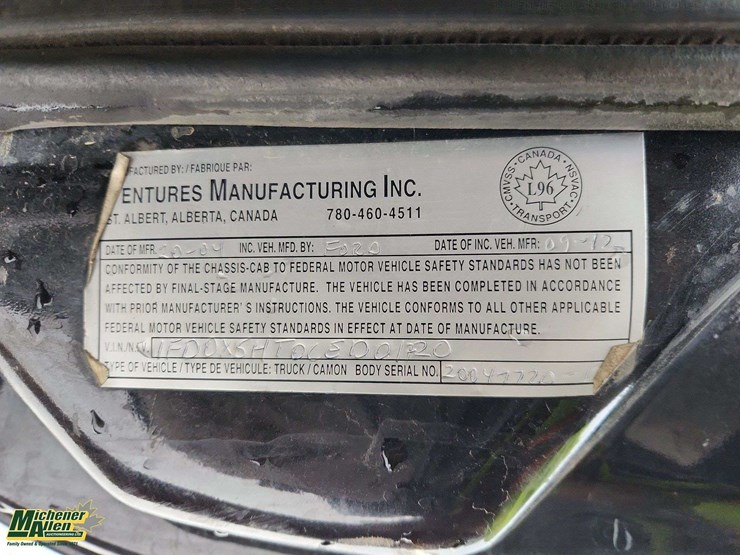 FACTURED BY: / FABRIQUE PAR:
ENTURES MANUFACTURING INC.
ST. ALBERT, ALBERTA, CANADA 780-460-4511
CANADA
CMVSS NSVAC
L96
TRANSPORT
DATE OF MFR INC. VEH. MFD. BY: FORD DATE OF INC. VEH. MFR:
CONFORMITY OF THE CHASSIS-CAB TO FEDERAL MOTOR VEHICLE SAFETY STANDARDS HAS NOT BEEN
AFFECTED BY FINAL-STAGE MANUFACTURE. THE VEHICLE HAS BEEN COMPLETED IN ACCORDANCE
WITH PRIOR MANUFACTURER'S INSTRUCTIONS. THE VEHICLE CONFORMS TO ALL OTHER APPLICABLE
FEDERAL MOTOR VEHICLE SAFETY STANDARDS IN EFFECT AT DATE OF MANUFACTURE.
V.I.N./N.I.V.
TYPE OF VEHICLE / TYPE DE VEHICULE: TRUCK / CAMON BODY SERIAL NO.
Michener
Allen
AUCTIONEERING LTD.